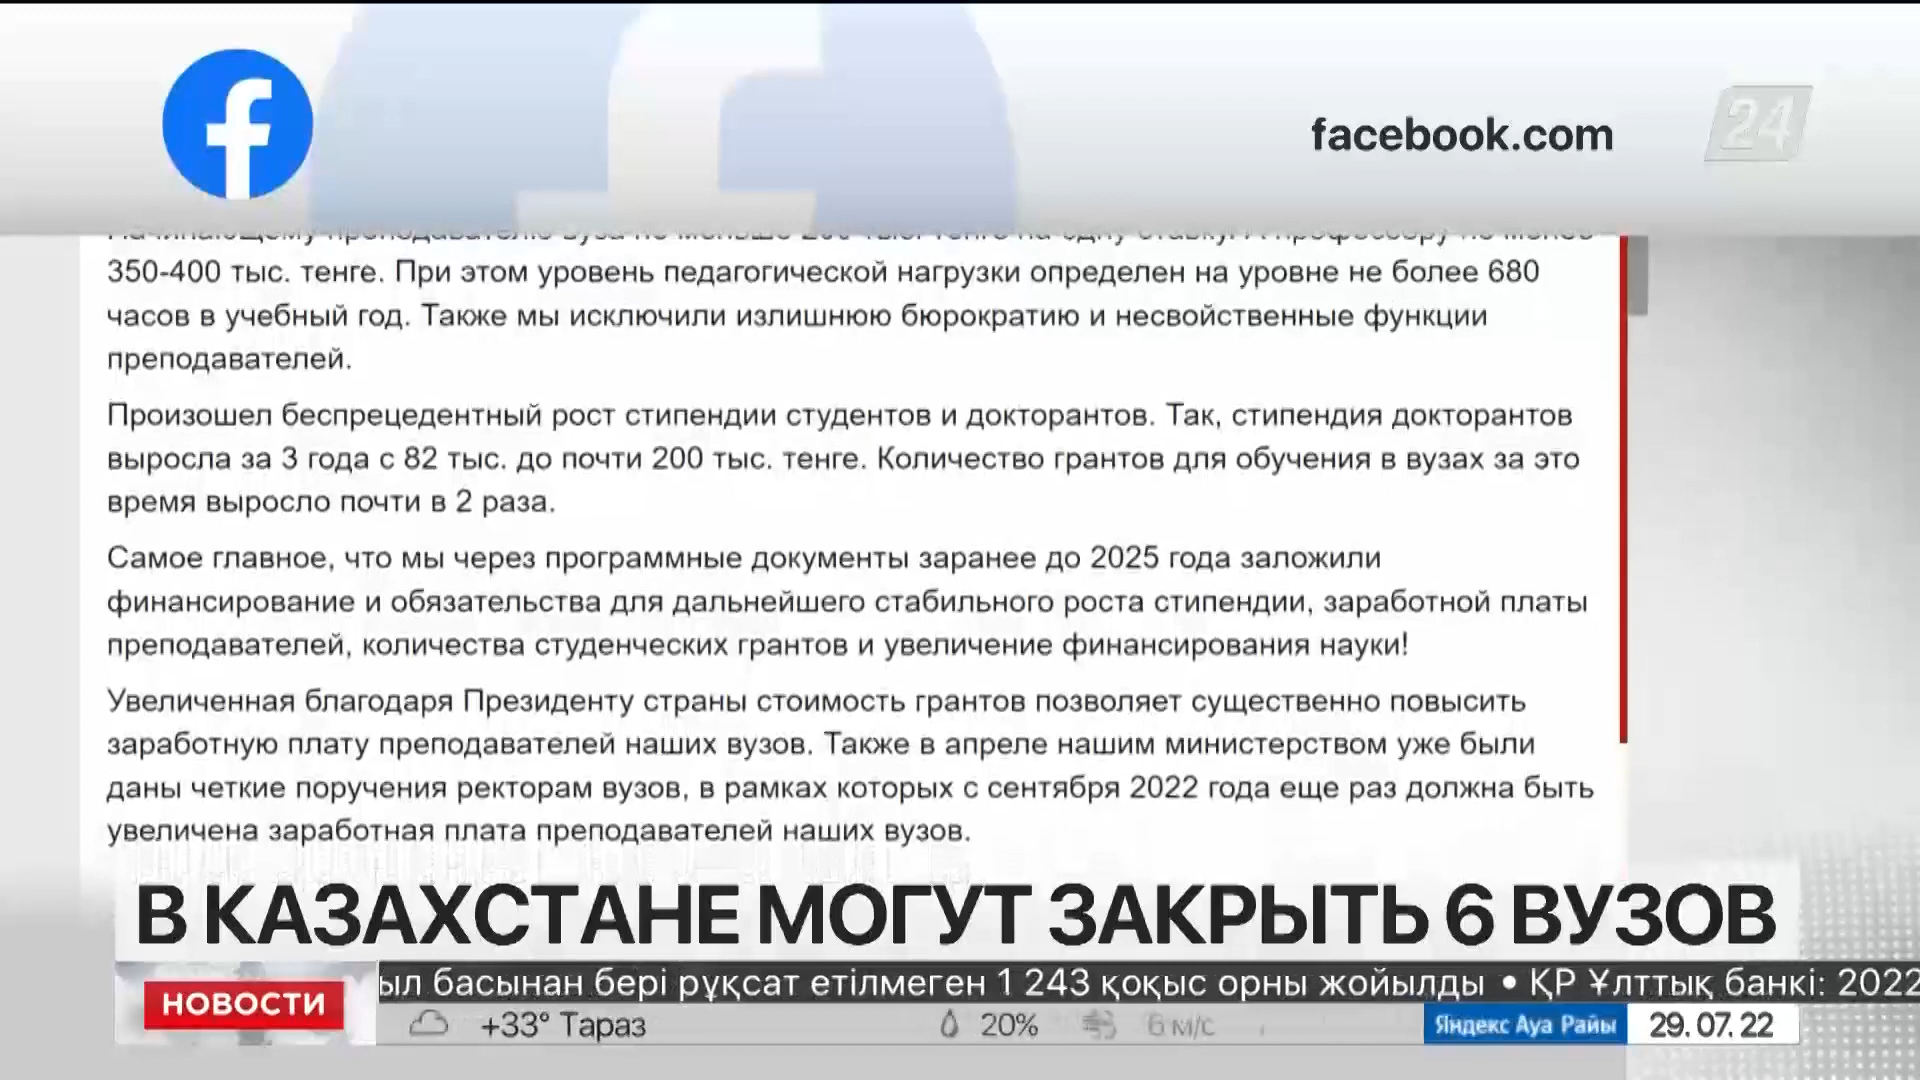 facebook.com
24
350-400 тыс. тенге. При этом уровень педагогической нагрузки определен на уровне не более 680
часов в учебный год. Также мы исключили излишнюю бюрократию и несвойственные функции
преподавателей.
Произошел беспрецедентный рост стипендии студентов и докторантов. Так, стипендия докторантов
выросла за 3 года с 82 тыс. до почти 200 тыс. тенге. Количество грантов для обучения в вузах за это
время выросло почти в 2 раза.
Самое главное, что мы через программные документы заранее до 2025 года заложили
финансирование и обязательства для дальнейшего стабильного роста стипендии, заработной платы
преподавателей, количества студенческих грантов и увеличение финансирования науки!
Увеличенная благодаря Президенту страны стоимость грантов позволяет существенно повысить
заработную плату преподавателей наших вузов. Также в апреле нашим министерством уже были
даны четкие поручения ректорам вузов, в рамках которых с сентября 2022 года еще раз должна быть
увеличена заработная плата преподавателей наших вузов.
В КАЗАХСТАНЕ МОГУТ ЗАКРЫТЬ 6 ВУЗОВ
НОВОСТИ
ыл басынан бері рұқсат етілмеген 1 243 қоқыс орны жойылды • ҚР Ұлттық банкі: 2022
+33° Тараз 20% 6 м/с Яндекс Ауа Райы 29.07.22